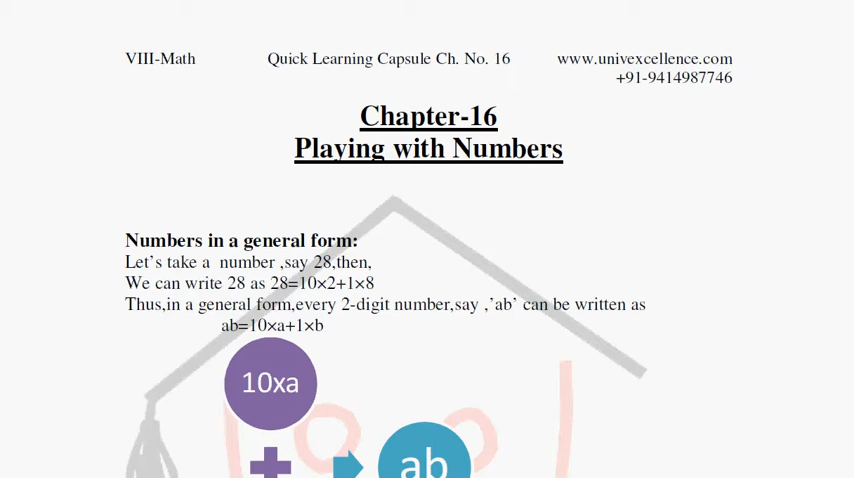 VIII-Math Quick Learning Capsule Ch. No. 16 www.univexcellence.com
+91-9414987746
Chapter-16
Playing with Numbers
Numbers in a general form:
Let’s take a number ,say 28,then,
We can write 28 as 28=10×2+1×8
Thus,in a general form,every 2-digit number,say ,’ab’ can be written as
ab=10×a+1×b
10xa
+
ab